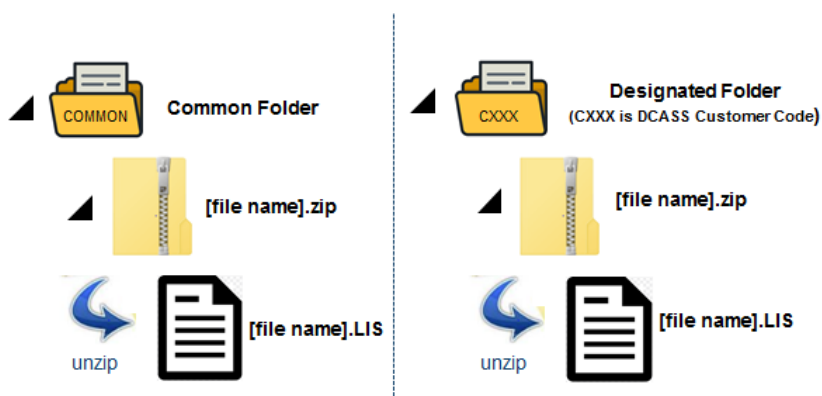 COMMON
Common Folder
[file name].zip
unzip
[file name].LIS
CXXX
Designated Folder
(CXXX is DCASS Customer Code)
[file name].zip
unzip
[file name].LIS